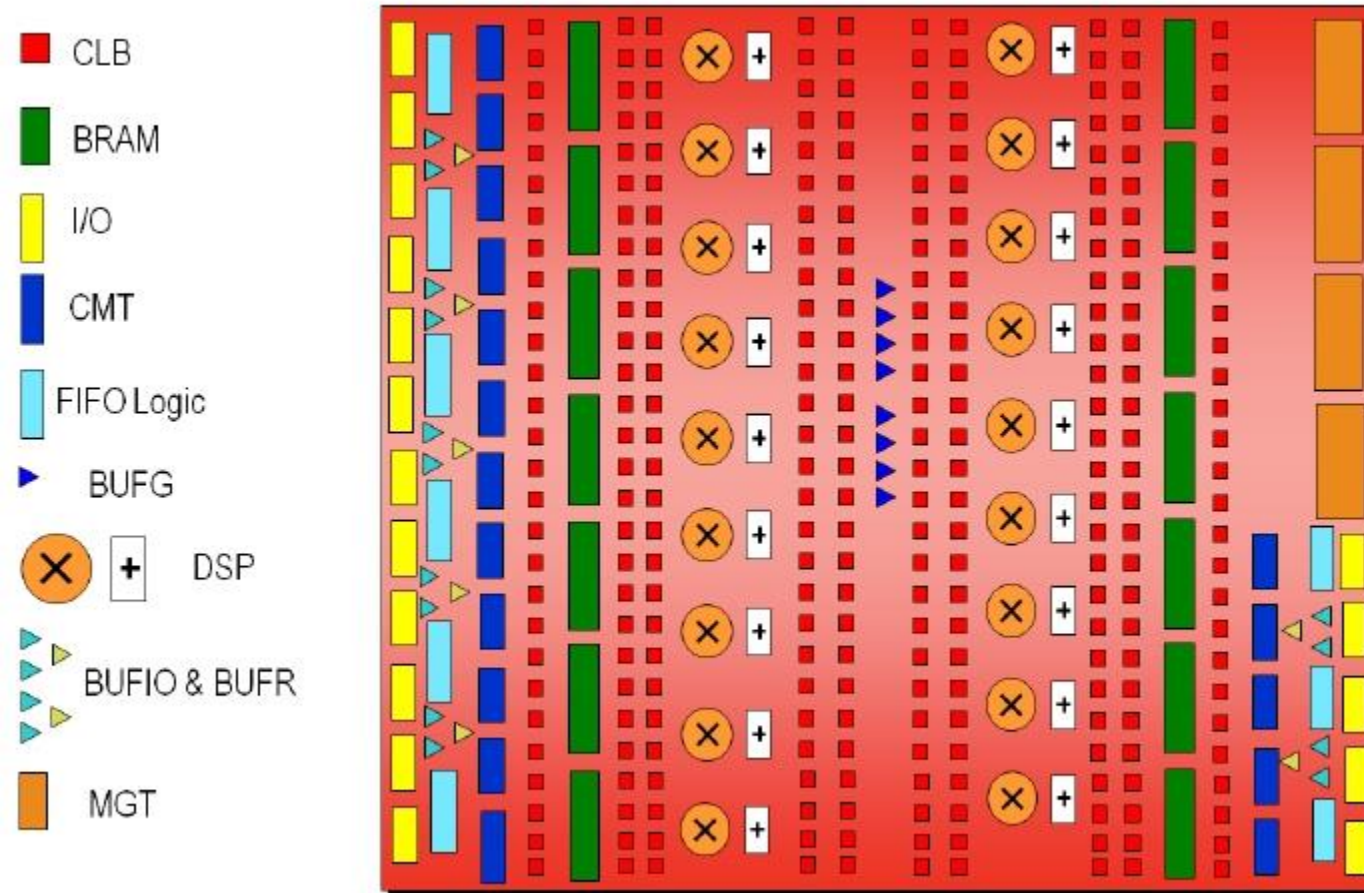 CLB
BRAM
I/O
CMT
FIFO Logic
BUFG
DSP
BUFIO & BUFR
MGT